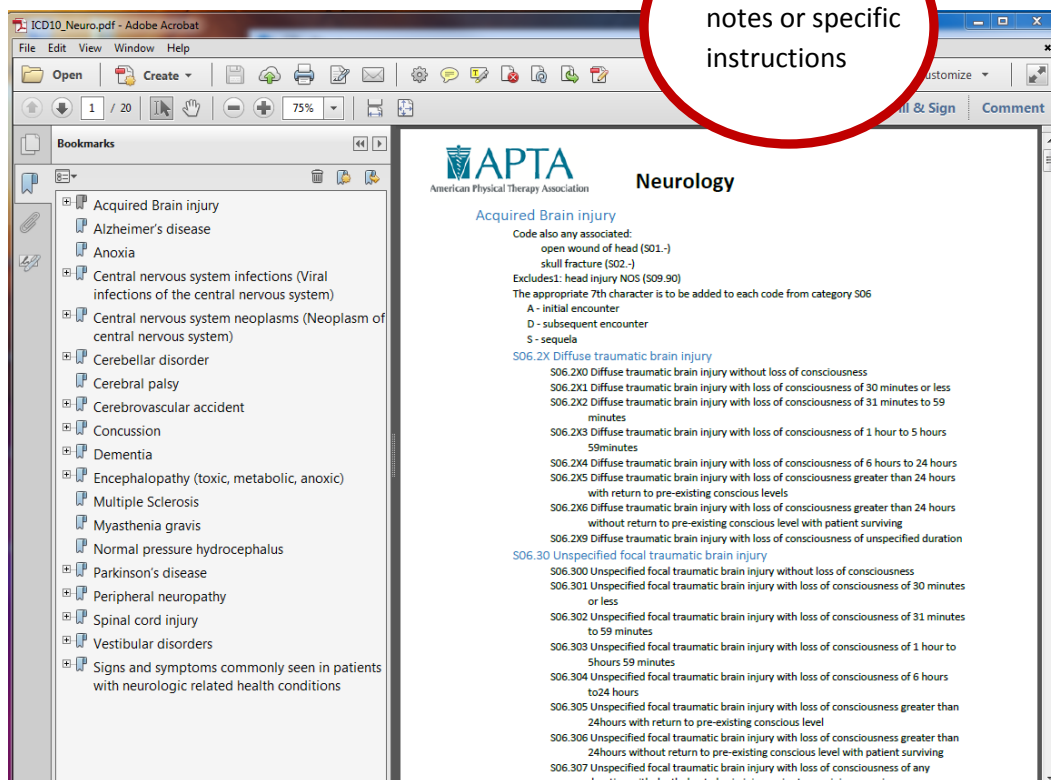 notes or specific
instructions
ICD10_Neuro.pdf - Adobe Acrobat
File Edit View Window Help
Open Create
1 / 20 75%
Sign Comment
Bookmarks
Acquired Brain injury
Alzheimer's disease
Anoxia
Central nervous system infections (Viral
infections of the central nervous system)
Central nervous system neoplasms (Neoplasm of
central nervous system)
Cerebellar disorder
Cerebral palsy
Cerebrovascular accident
Concussion
Dementia
Encephalopathy (toxic, metabolic, anoxic)
Multiple Sclerosis
Myasthenia gravis
Normal pressure hydrocephalus
Parkinson's disease
Peripheral neuropathy
Spinal cord injury
Vestibular disorders
Signs and symptoms commonly seen in patients
with neurologic related health conditions
APTA
American Physical Therapy Association
Neurology
Acquired Brain injury
Code also any associated:
open wound of head (S01.-)
skull fracture (S02.-)
Excludes1: head injury NOS (S09.90)
The appropriate 7th character is to be added to each code from category S06
A - initial encounter
D - subsequent encounter
S - sequela
S06.2X Diffuse traumatic brain injury
S06.2X0 Diffuse traumatic brain injury without loss of consciousness
S06.2X1 Diffuse traumatic brain injury with loss of consciousness of 30 minutes or less
S06.2X2 Diffuse traumatic brain injury with loss of consciousness of 31 minutes to 59
minutes
S06.2X3 Diffuse traumatic brain injury with loss of consciousness of 1 hour to 5 hours
59minutes
S06.2X4 Diffuse traumatic brain injury with loss of consciousness of 6 hours to 24 hours
S06.2X5 Diffuse traumatic brain injury with loss of consciousness greater than 24 hours
with return to pre-existing conscious levels
S06.2X6 Diffuse traumatic brain injury with loss of consciousness greater than 24 hours
without return to pre-existing conscious level with patient surviving
S06.2X9 Diffuse traumatic brain injury with loss of consciousness of unspecified duration
S06.30 Unspecified focal traumatic brain injury
S06.300 Unspecified focal traumatic brain injury without loss of consciousness
S06.301 Unspecified focal traumatic brain injury with loss of consciousness of 30 minutes
or less
S06.302 Unspecified focal traumatic brain injury with loss of consciousness of 31 minutes
to 59 minutes
S06.303 Unspecified focal traumatic brain injury with loss of consciousness of 1 hour to
5hours 59 minutes
S06.304 Unspecified focal traumatic brain injury with loss of consciousness of 6 hours
to24 hours
S06.305 Unspecified focal traumatic brain injury with loss of consciousness greater than
24hours with return to pre-existing conscious level
S06.306 Unspecified focal traumatic brain injury with loss of consciousness greater than
24hours without return to pre-existing conscious level with patient surviving
S06.307 Unspecified focal traumatic brain injury with loss of consciousness of any